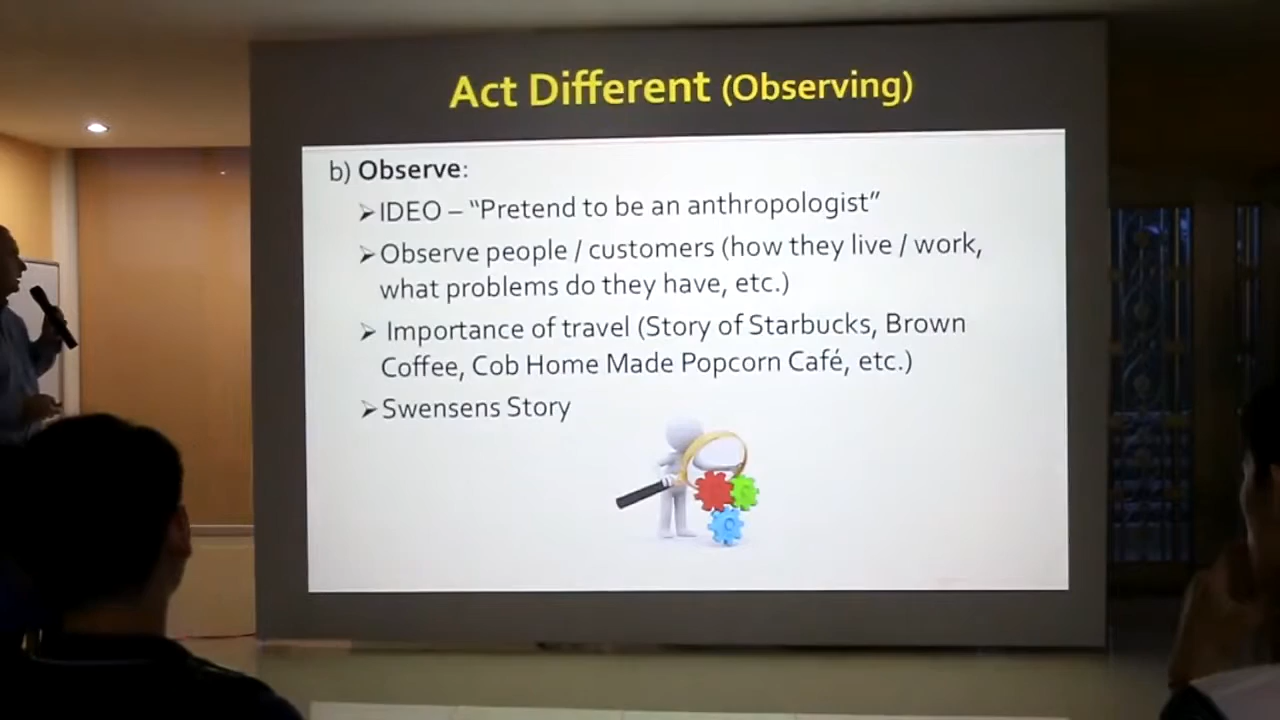 Act Different (Observing)
b) Observe:
➢IDEO – “Pretend to be an anthropologist”
➢Observe people / customers (how they live / work,
what problems do they have, etc.)
➢ Importance of travel (Story of Starbucks, Brown
Coffee, Cob Home Made Popcorn Café, etc.)
➢Swensens Story